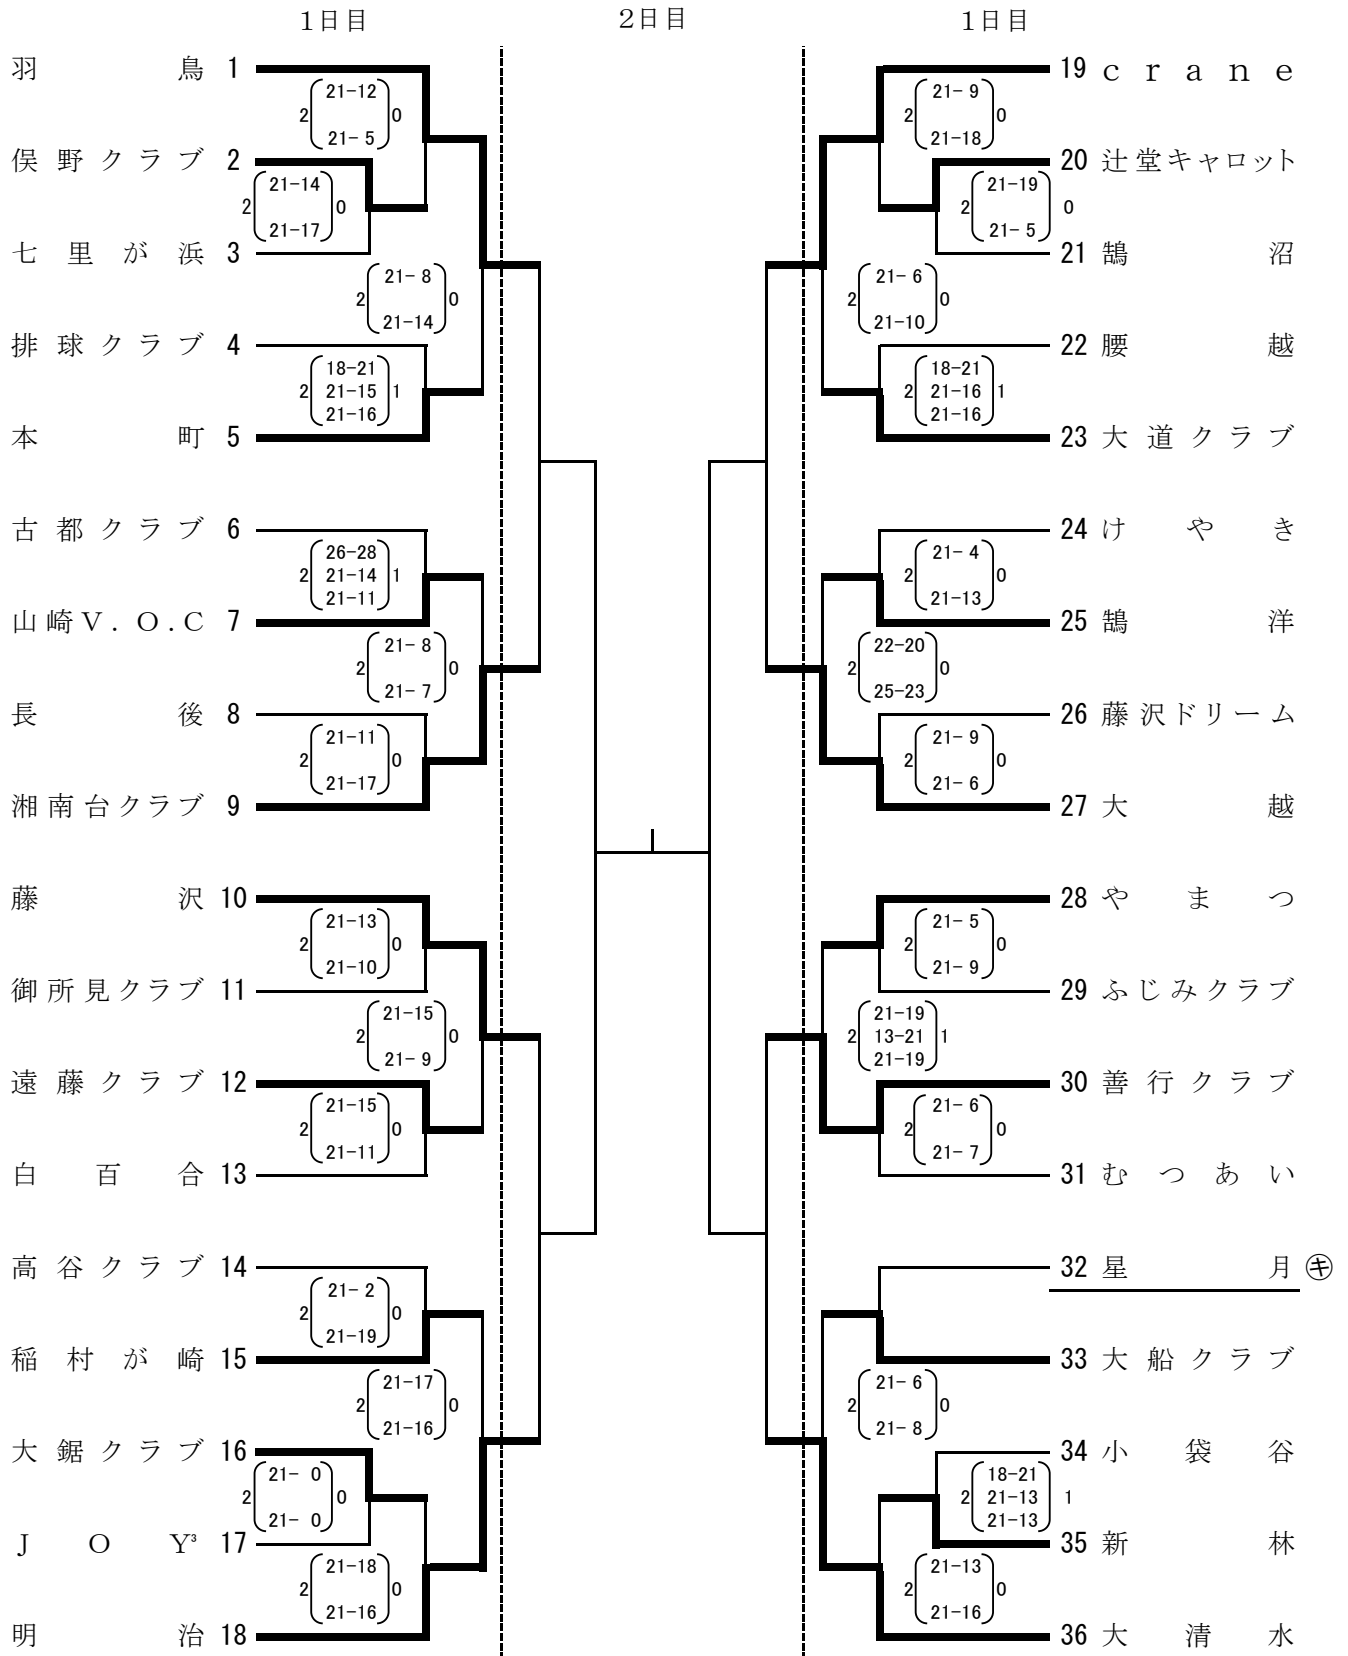 1日目 2日目 1日目
羽鳥 1
21-12
2 0
21- 5
俣野クラブ 2
21-14
2 0
21-17
七里が浜 3
21- 8
2 0
21-14
排球クラブ 4
18-21
2 21-15 1
21-16
本町 5
古都クラブ 6
26-28
2 21-14 1
21-11
山崎V.O.C 7
21- 8
2 0
21- 7
長後 8
21-11
2 0
21-17
湘南台クラブ 9
藤沢 10
21-13
2 0
21-10
御所見クラブ 11
21-15
2 0
21- 9
遠藤クラブ 12
21-15
2 0
21-11
白百合 13
高谷クラブ 14
21- 2
2 0
21-19
稲村が崎 15
21-17
2 0
21-16
大鋸クラブ 16
21- 0
2 0
21- 0
JOY³ 17
21-18
2 0
21-16
明治 18
19 crane
21- 9
2 0
21-18
20 辻堂キャロット
21-19
2 0
21- 5
21 鵠沼
21- 6
2 0
21-10
22 腰越
18-21
2 21-16 1
21-16
23 大道クラブ
24 けやき
21- 4
2 0
21-13
25 鵠洋
22-20
2 0
25-23
26 藤沢ドリーム
21- 9
2 0
21- 6
27 大越
28 やまつ
21- 5
2 0
21- 9
29 ふじみクラブ
21-19
2 13-21 1
21-19
30 善行クラブ
21- 6
2 0
21- 7
31 むつあい
32 星月 ㋖
33 大船クラブ
21- 6
2 0
21- 8
34 小袋谷
18-21
2 21-13 1
21-13
35 新林
21-13
2 0
21-16
36 大清水